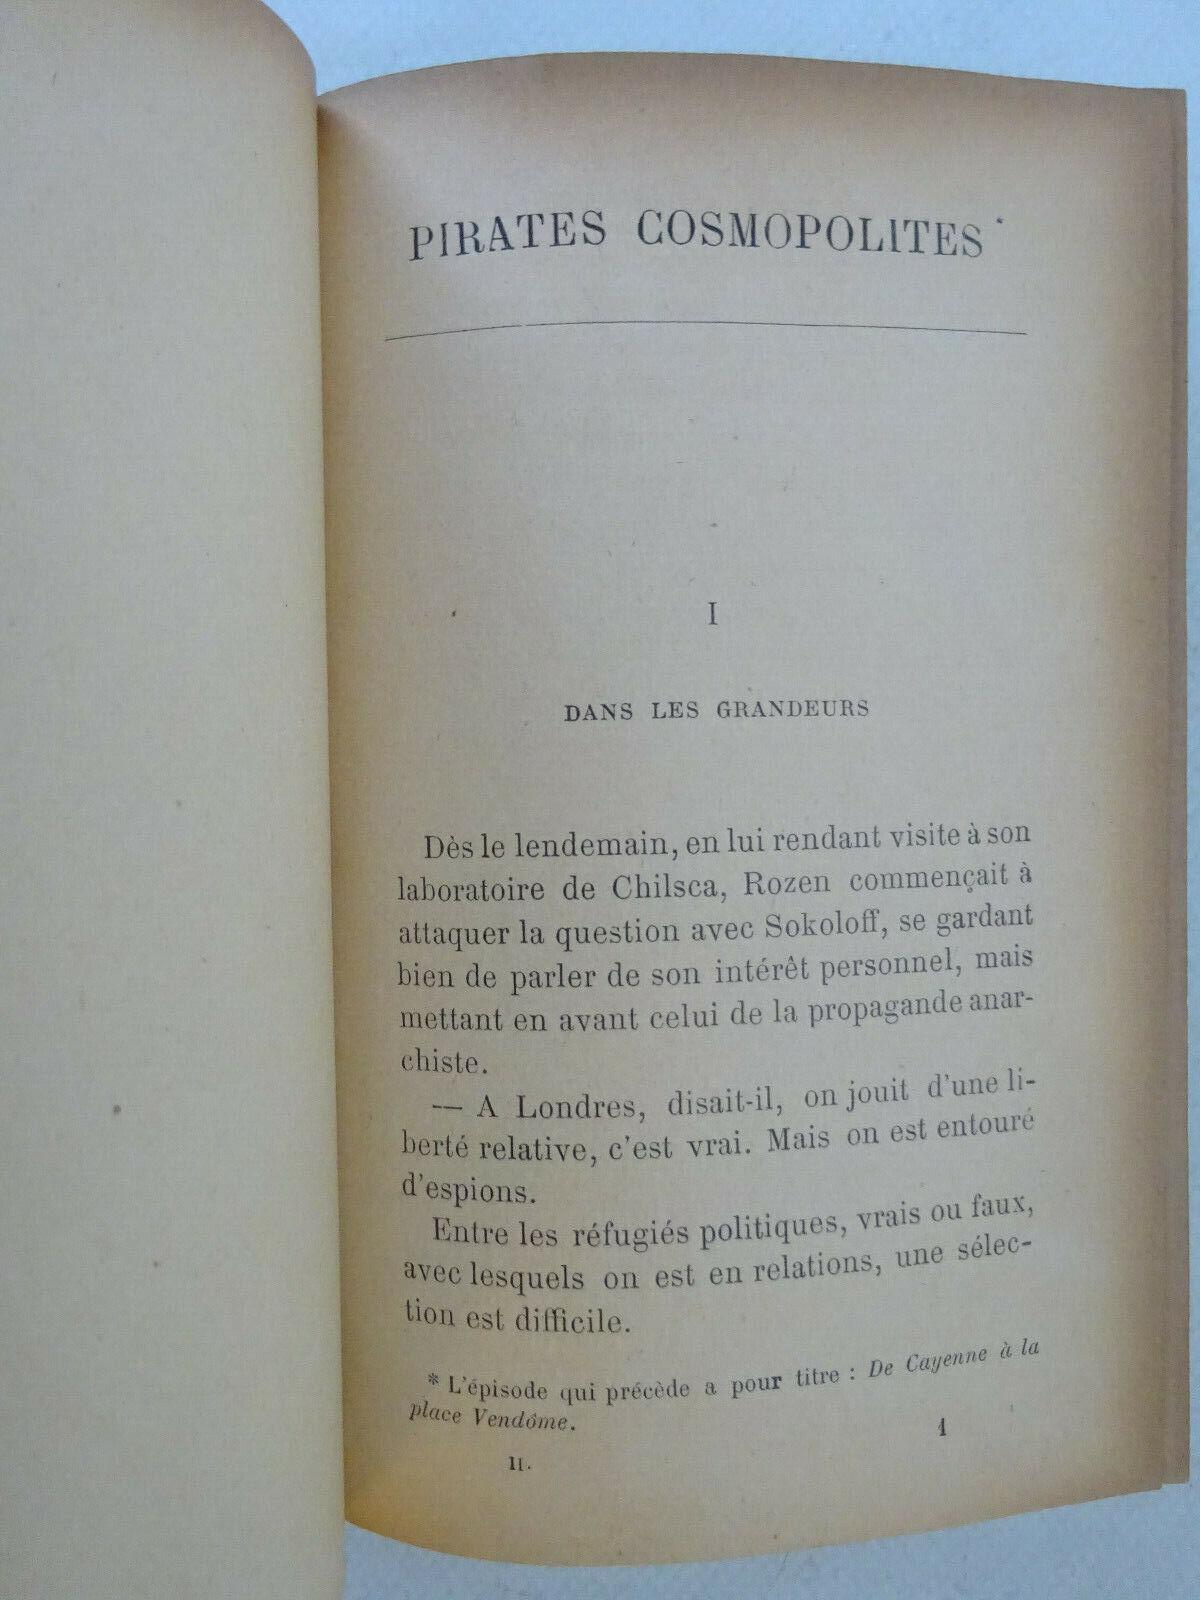 PIRATES COSMOPOLITES *
I
DANS LES GRANDEURS
Dès le lendemain, en lui rendant visite à son
laboratoire de Chilsca, Rozen commençait à
attaquer la question avec Sokoloff, se gardant
bien de parler de son intérêt personnel, mais
mettant en avant celui de la propagande anar-
chiste.
— A Londres, disait-il, on jouit d'une li-
berté relative, c'est vrai. Mais on est entouré
d'espions.
Entre les réfugiés politiques, vrais ou faux,
avec lesquels on est en relations, une sélec-
tion est difficile.
* L'épisode qui précède a pour titre : De Cayenne à la
place Vendôme.
II. 1